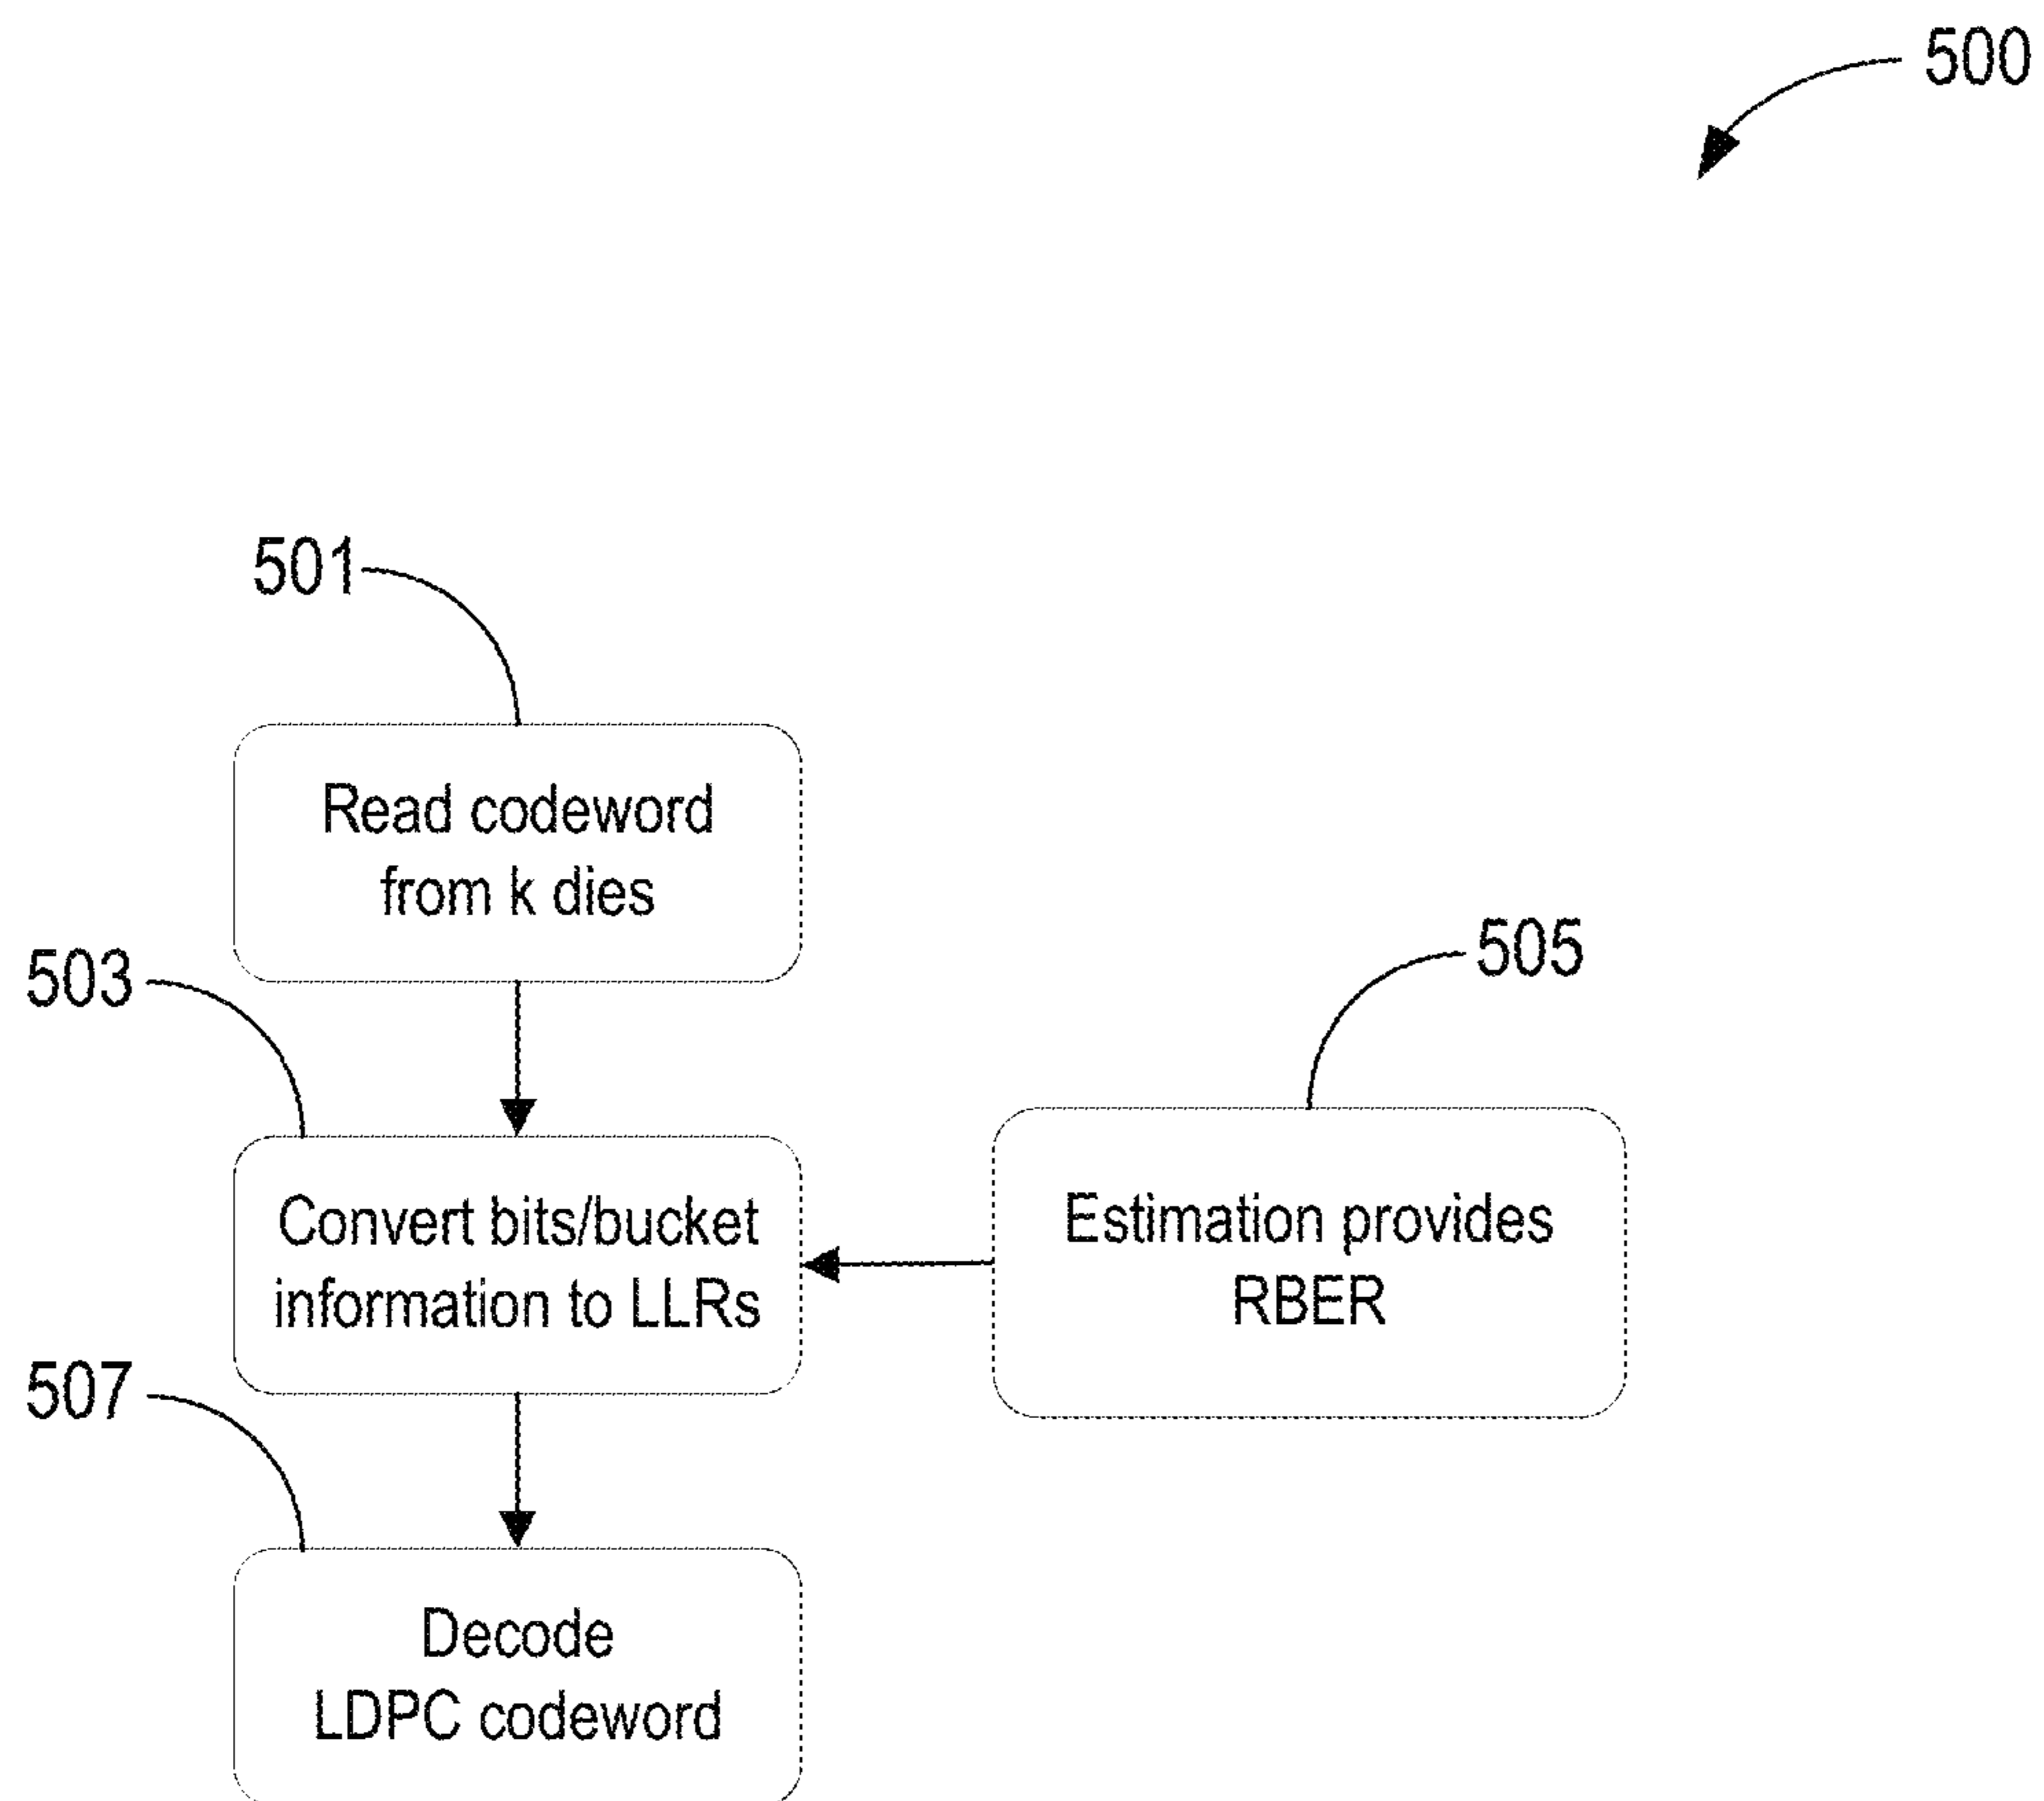 500
501
Read codeword
from k dies
503
505
Convert bits/bucket
information to LLRs
Estimation provides
RBER
507
Decode
LDPC codeword